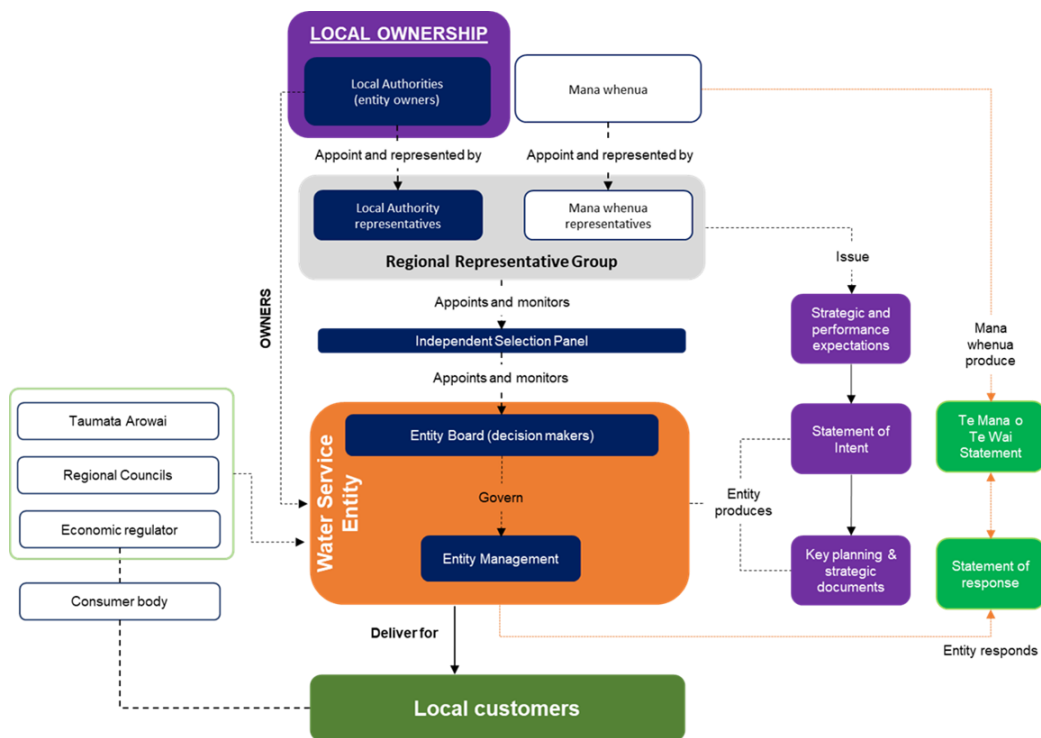 LOCAL OWNERSHIP
Local Authorities
(entity owners)
Mana whenua
Appoint and represented by
Appoint and represented by
Local Authority
representatives
Mana whenua
representatives
Regional Representative Group
Issue
Appoints and monitors
Strategic and
performance
expectations
OWNERS
Mana
whenua
produce
Independent Selection Panel
Appoints and monitors
Taumata Arowai
Regional Councils
Economic regulator
Consumer body
Water Service
Entity
Entity Board (decision makers)
Govern
Entity Management
Statement of
Intent
Te Mana o
Te Wai
Statement
Entity
produces
Key planning &
strategic
documents
Statement of
response
Deliver for
Entity responds
Local customers